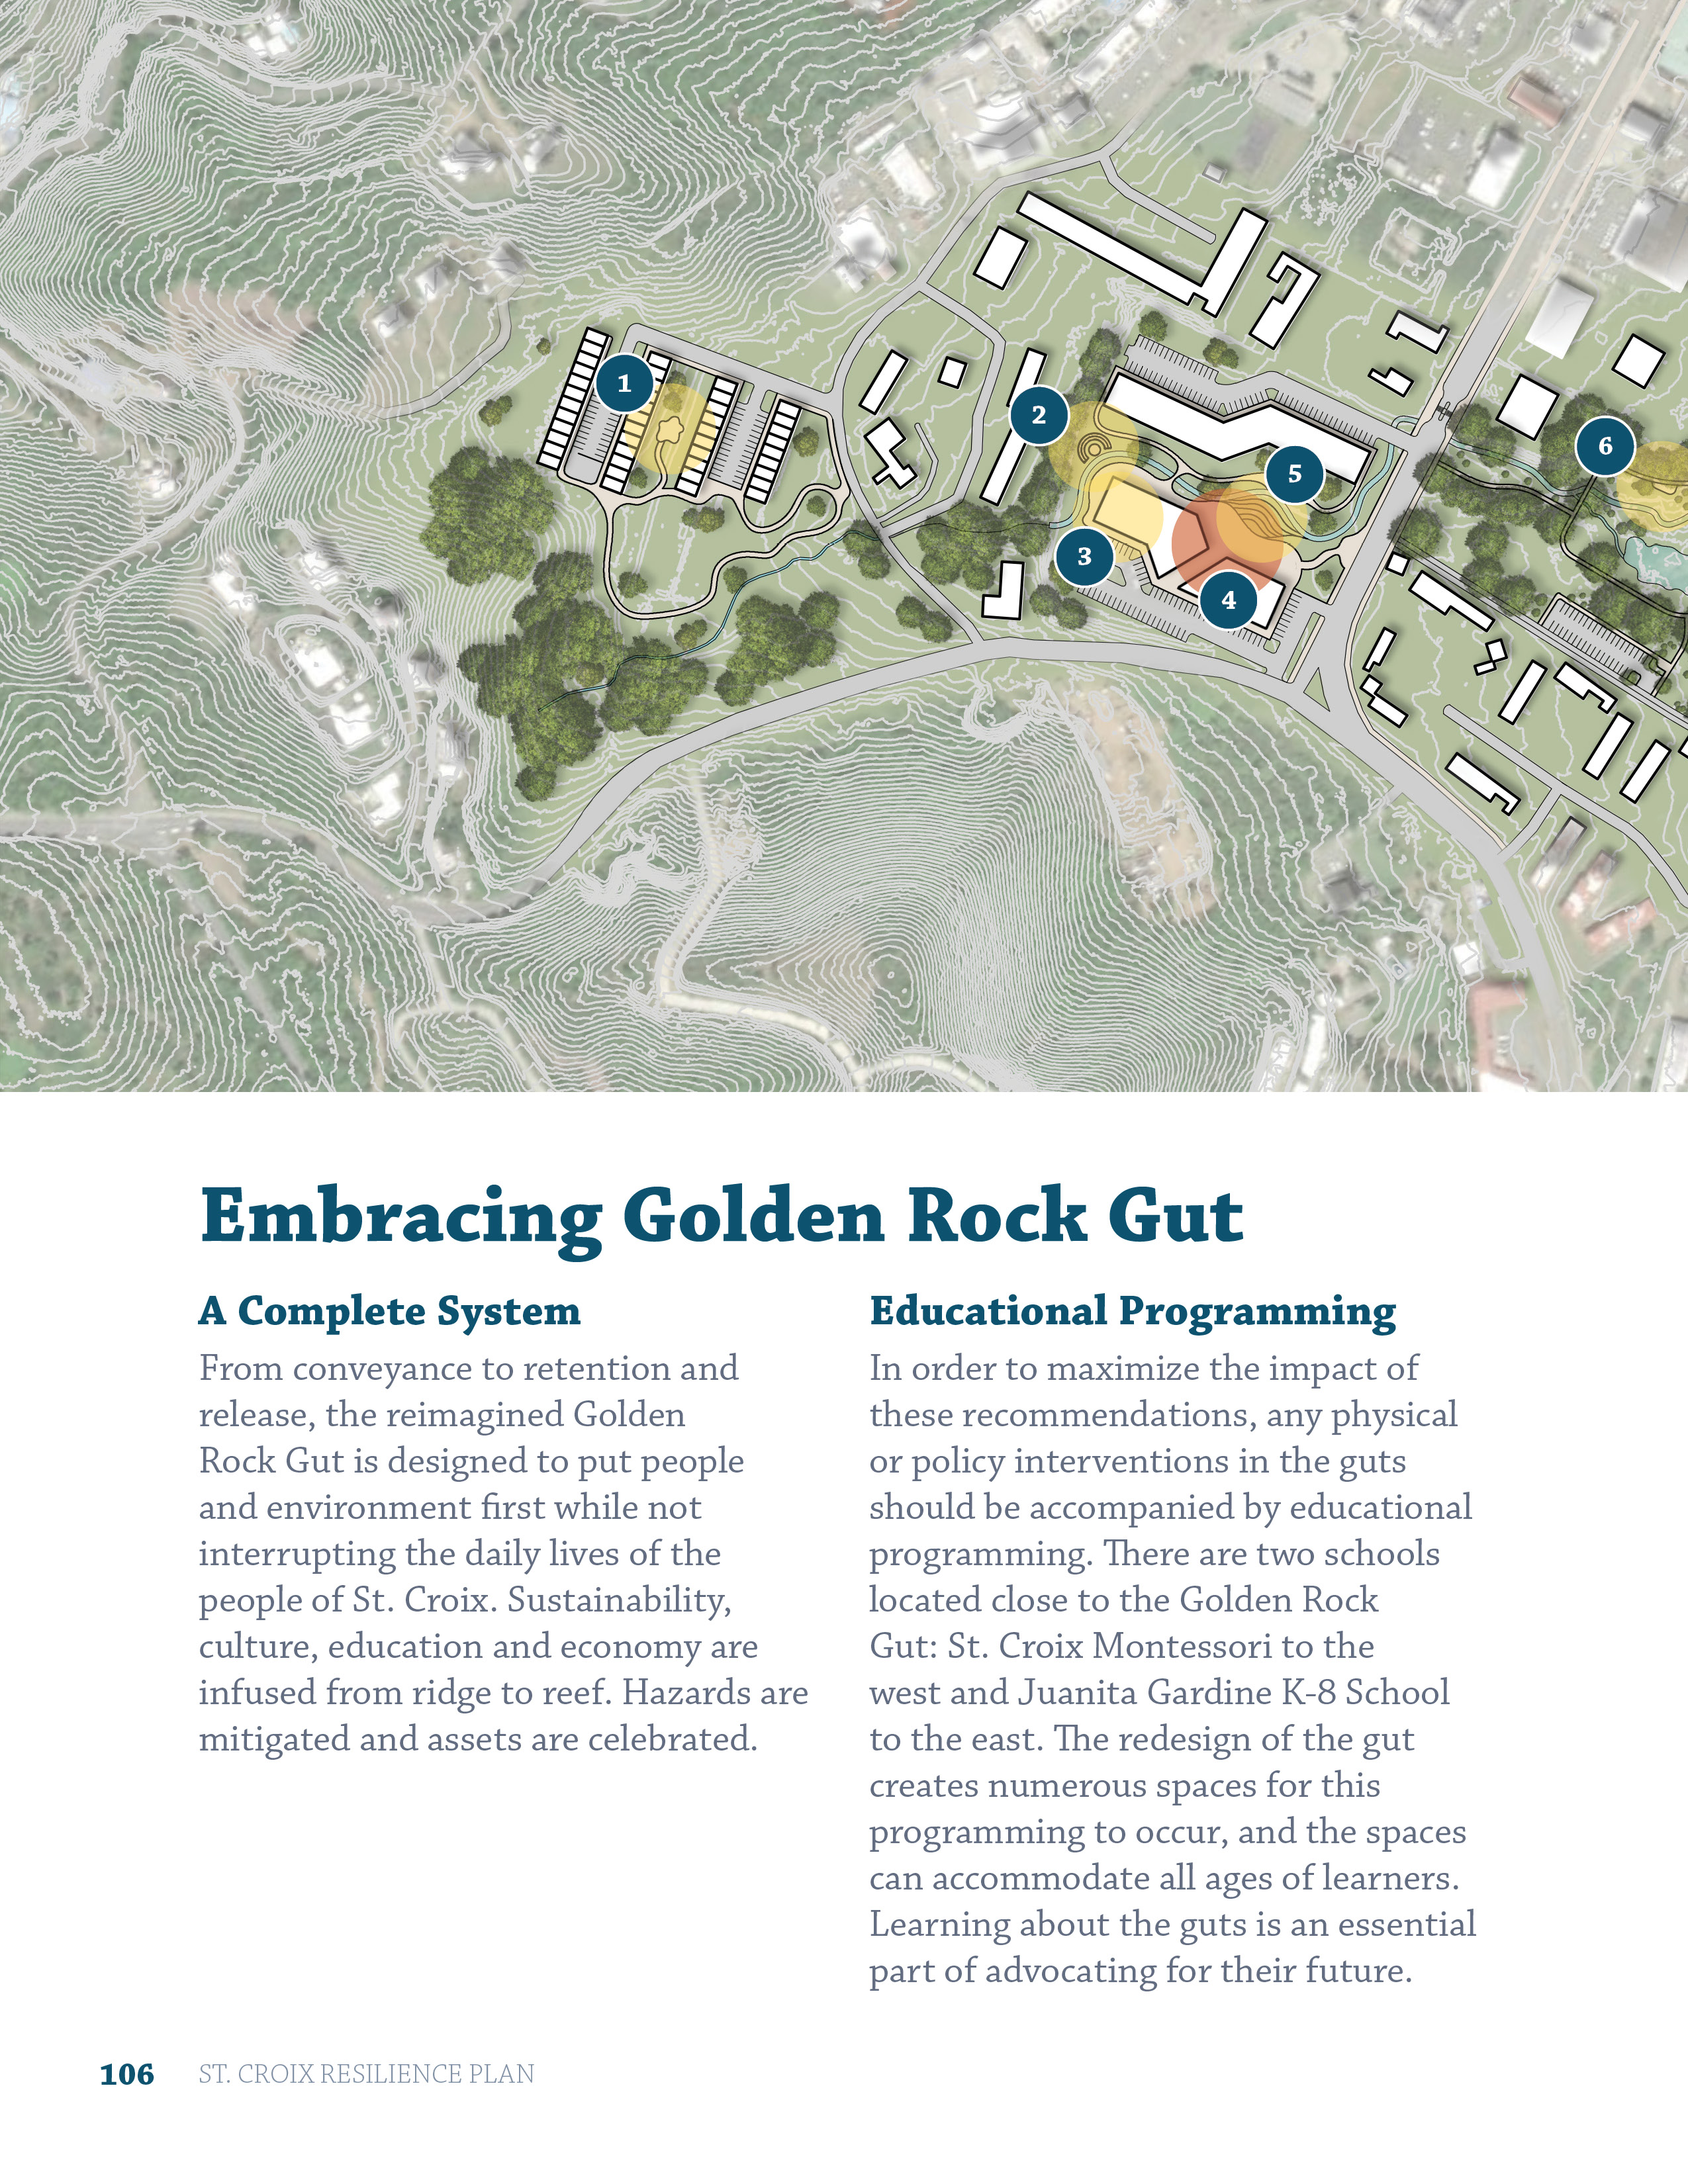 1
2
6
5
3
4
Embracing Golden Rock Gut
A Complete System
From conveyance to retention and
release, the reimagined Golden
Rock Gut is designed to put people
and environment first while not
interrupting the daily lives of the
people of St. Croix. Sustainability,
culture, education and economy are
infused from ridge to reef. Hazards are
mitigated and assets are celebrated.
Educational Programming
In order to maximize the impact of
these recommendations, any physical
or policy interventions in the guts
should be accompanied by educational
programming. There are two schools
located close to the Golden Rock
Gut: St. Croix Montessori to the
west and Juanita Gardine K-8 School
to the east. The redesign of the gut
creates numerous spaces for this
programming to occur, and the spaces
can accommodate all ages of learners.
Learning about the guts is an essential
part of advocating for their future.
106 ST. CROIX RESILIENCE PLAN